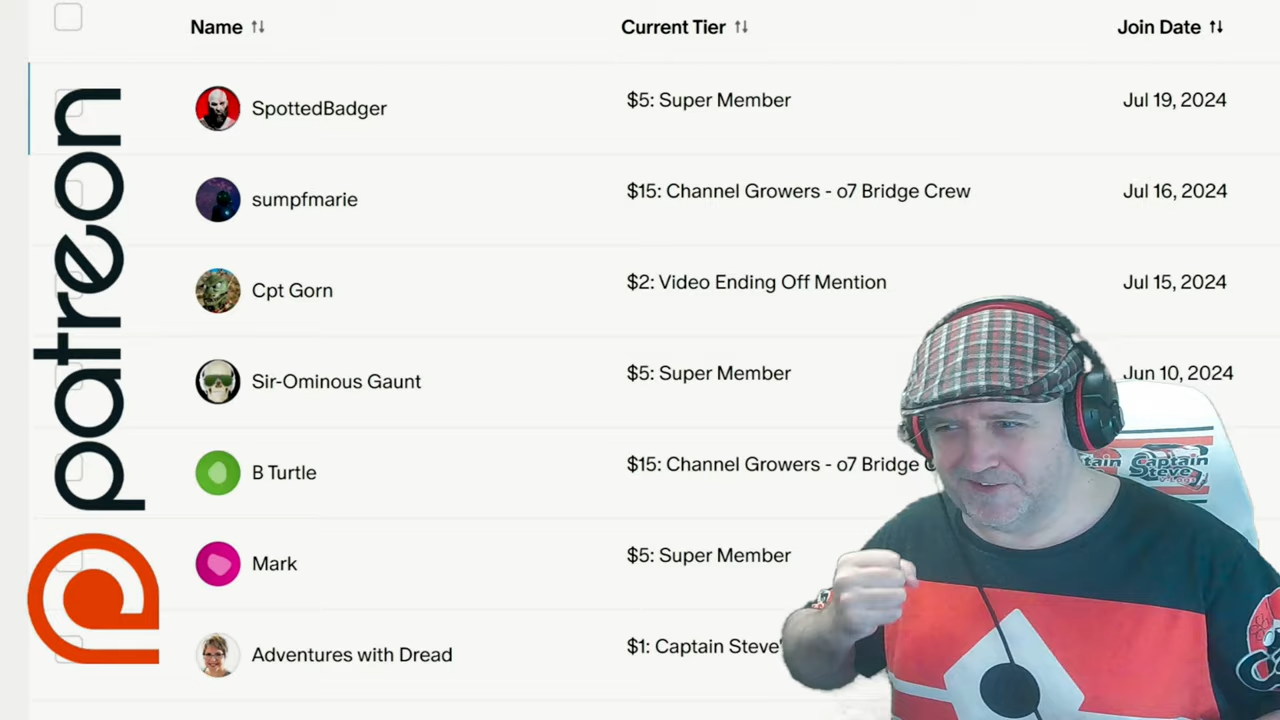 Name
Current Tier
Join Date
SpottedBadger
$5: Super Member
Jul 19, 2024
sumpfmarie
$15: Channel Growers - o7 Bridge Crew
Jul 16, 2024
Cpt Gorn
$2: Video Ending Off Mention
Jul 15, 2024
Sir-Ominous Gaunt
$5: Super Member
Jun 10, 2024
B Turtle
$15: Channel Growers - o7 Bridge
Mark
$5: Super Member
Adventures with Dread
$1: Captain Steve'
patreon
Captain
Steve